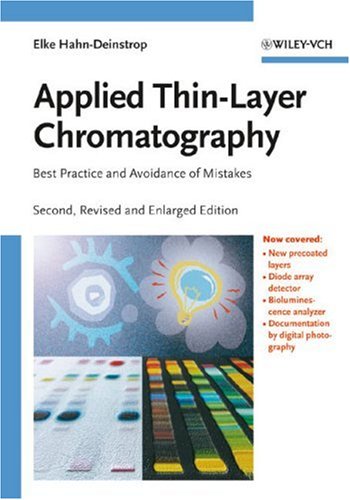 Elke Hahn-Deinstrop
WILEY-VCH
Applied Thin-Layer
Chromatography
Best Practice and Avoidance of Mistakes
Second, Revised and Enlarged Edition
Now covered:
• New precoated
layers
• Diode array
detector
• Biolumines-
cence analyzer
• Documentation
by digital photo-
graphy